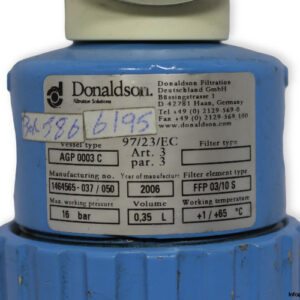 Donaldson.
Filtration Solutions
Donaldson Filtration
Deutschland GmbH
Büssingstrasse 1
D 42781 Haan, Germany
Tel +49 (0) 2129 569 0
Fax +49 (0) 2129 569 100
www.donaldson.com
586
6195
Vessel type
AGP 0003 C
97/23/EC
Art. 3
par. 3
Filter type
Manufacturing no.
1464565-037 / 050
Year of manufacture
2006
Filter element type
FFP 03/10 S
Max. working pressure
16 bar
Volume
0,35 L
Working temperature
+1 / +65 °C